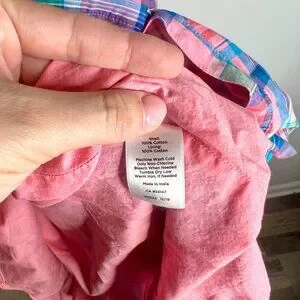 Shell:
100% Cotton
Lining:
100% Cotton
Machine Wash Cold
Only Non-Chlorine
Bleach When Needed
Tumble Dry Low
Warm Iron, If Needed
Made In India